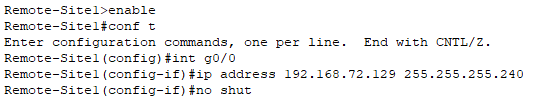 Remote-Site1>enable
Remote-Site1#conf t
Enter configuration commands, one per line.  End with CNTL/Z.
Remote-Site1(config)#int g0/0
Remote-Site1(config-if)#ip address 192.168.72.129 255.255.255.240
Remote-Site1(config-if)#no shut